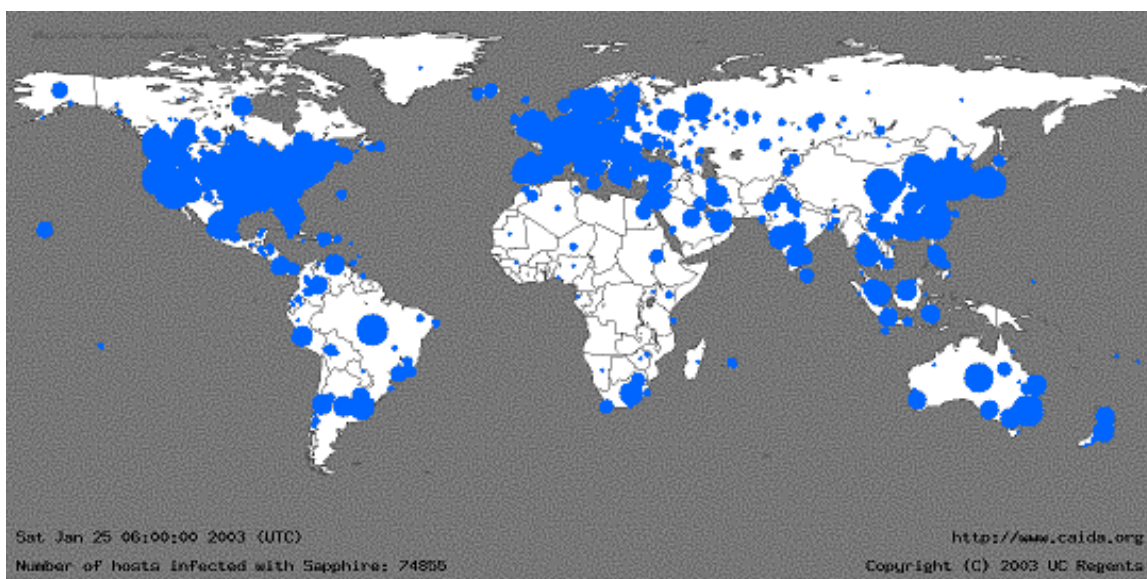 Sat Jan 25 06:00:00 2003 (UTC)
http://www.caida.org
Number of hosts infected with Sapphire: 74855
Copyright (C) 2003 UC Regents